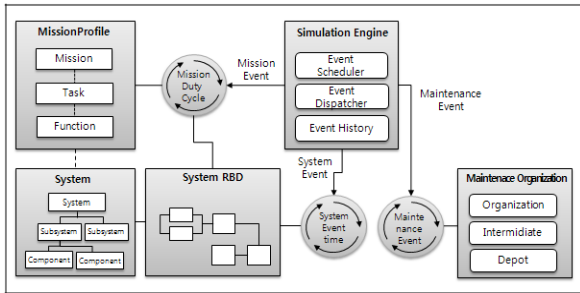 MissionProfile
Mission
Task
Function
Mission
Duty
Cycle
Mission
Event
Simulation Engine
Event
Scheduler
Event
Dispatcher
Event History
Maintenance
Event
System
Event
System
System
Subsystem Subsystem
Component Component
System RBD
System
Event
time
Mainte
nance
Event
Maintenace Organization
Organization
Intermidiate
Depot